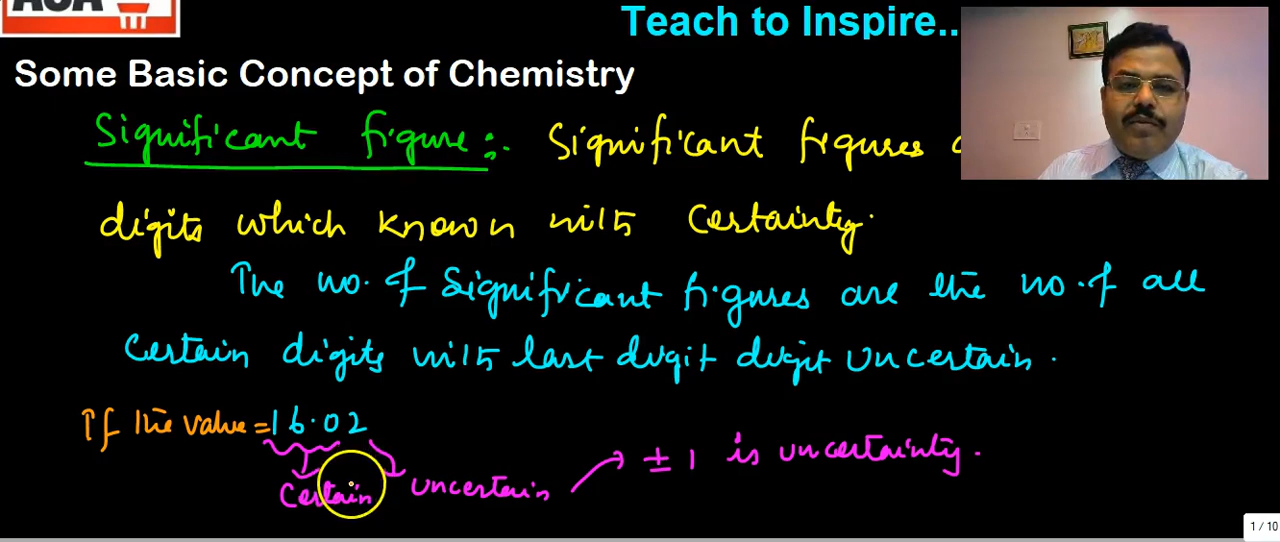 ACA
Teach to Inspire..
Some Basic Concept of Chemistry
Significant figure:- Significant figures
digits which known with certainty.
The no. of significant figures are the no. of all
certain digits with last digit digit uncertain.
If the value = 16.02
certain uncertain ± 1 is uncertainty.
1 / 10